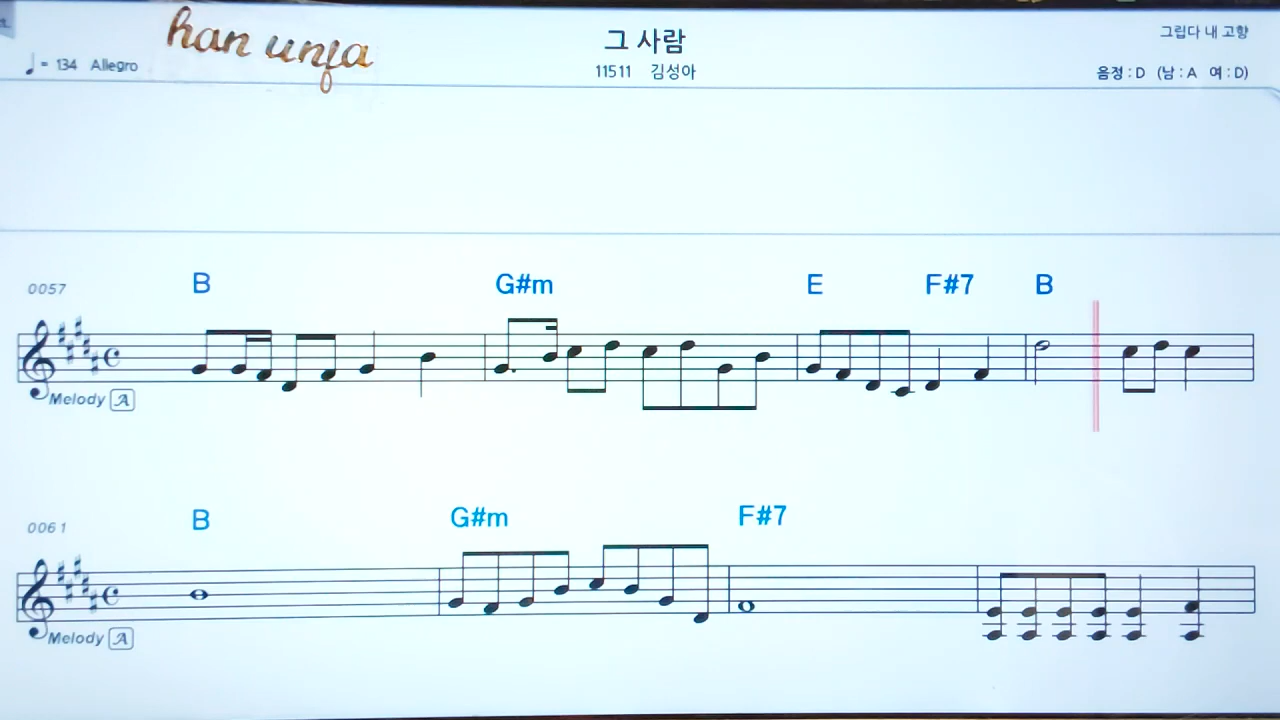 han unja
그 사람
그립다 내 고향
♩ = 134 Allegro
11511 김성아
음정 : D (남 : A 여 : D)
B G#m E F#7 B
0057
Melody A
B G#m F#7
0061
Melody A